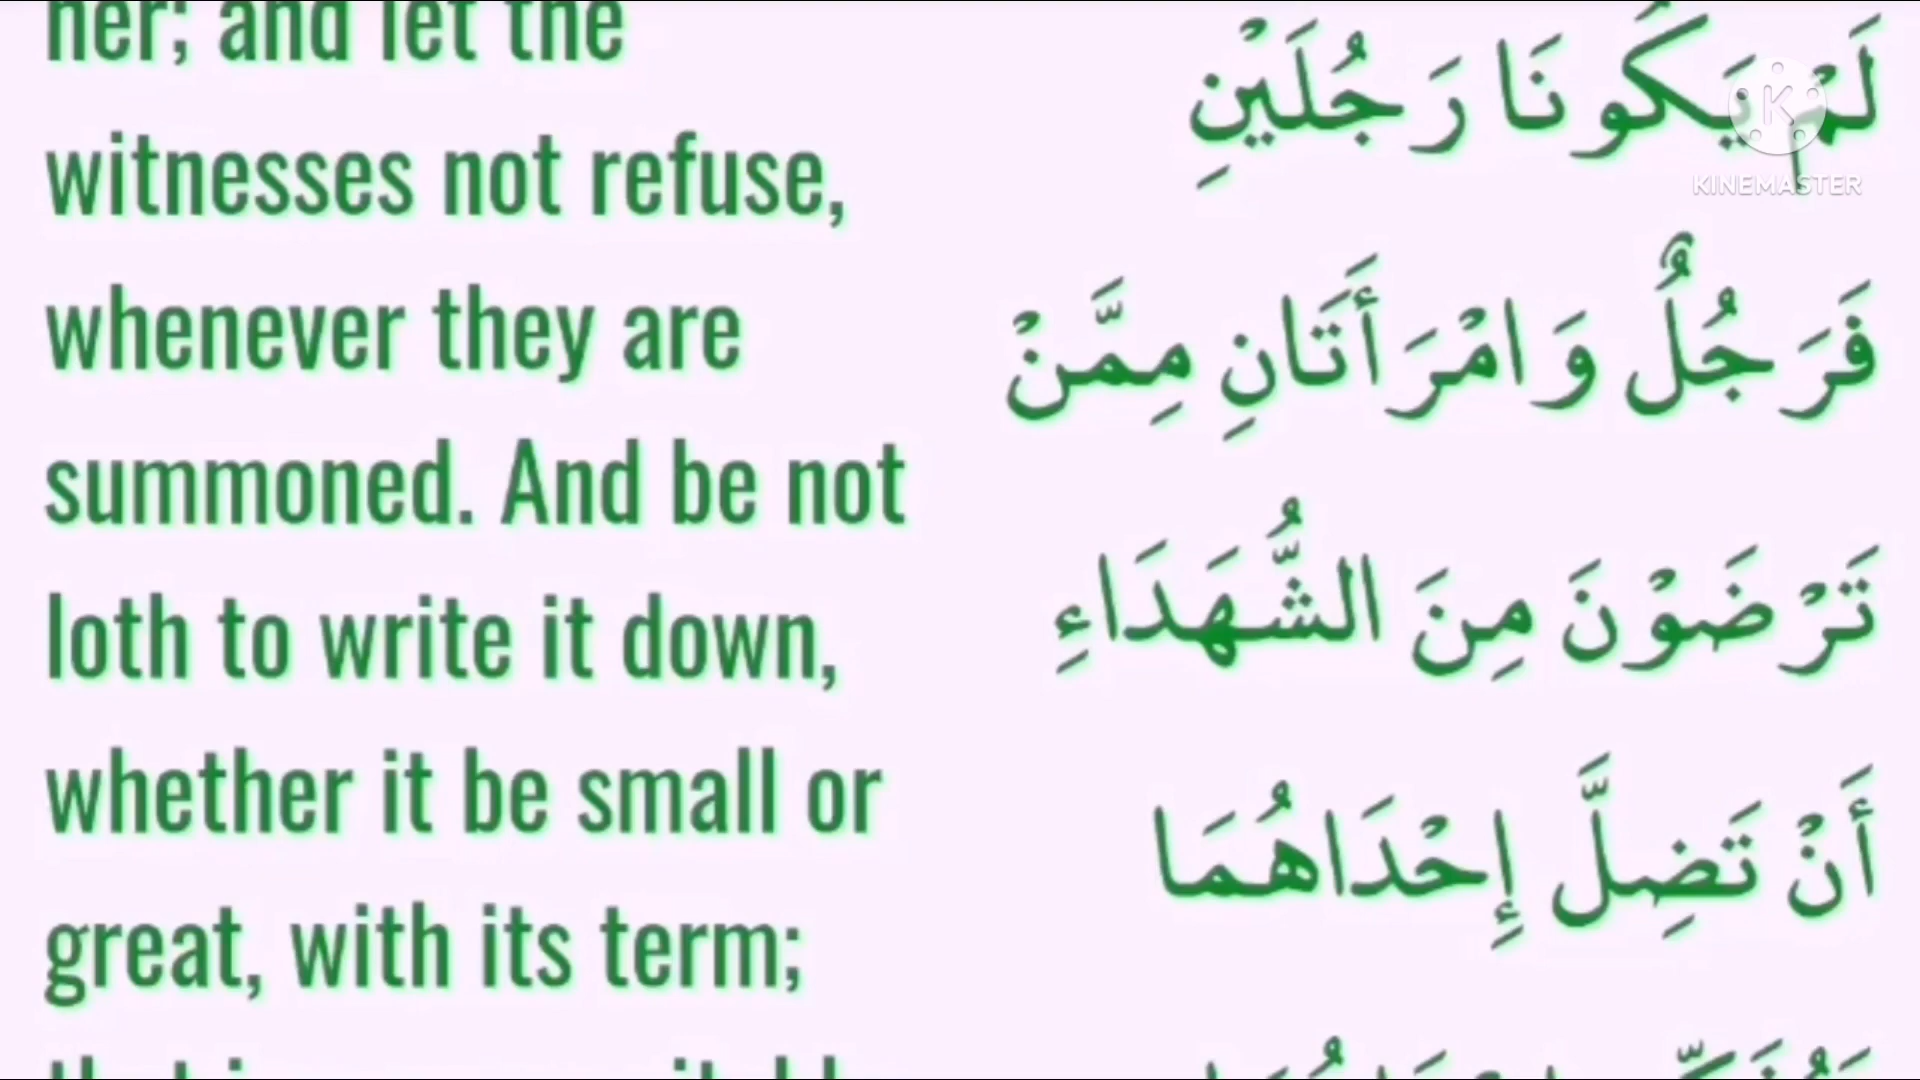 her; and let the
witnesses not refuse,
whenever they are
summoned. And be not
loth to write it down,
whether it be small or
great, with its term;
لَمْ يَكُونَا رَجُلَيْنِ
فَرَجُلٌ وَامْرَأَتَانِ مِمَّنْ
تَرْضَوْنَ مِنَ الشُّهَدَاءِ
أَنْ تَضِلَّ إِحْدَاهُمَا
KINEMASTER